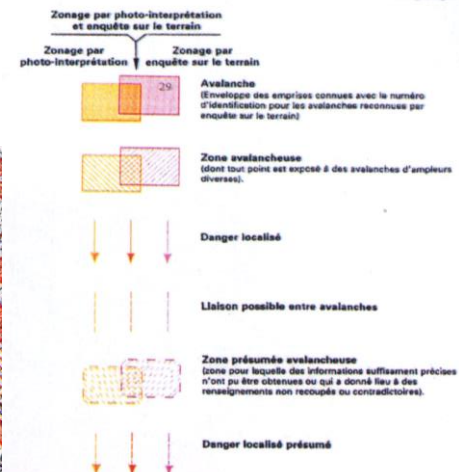 Zonage par photo-interprétation
et enquête sur le terrain
Zonage par
photo-interprétation
Zonage par
enquête sur le terrain
29
Avalanche
(Enveloppe des emprises connues avec le numéro
d'identification pour les avalanches reconnues par
enquête sur le terrain)
Zone avalancheuse
(dont tout point est exposé à des avalanches d'ampleurs
diverses).
Danger localisé
Liaison possible entre avalanches
Zone présumée avalancheuse
(zone pour laquelle des informations suffisament précises
n'ont pu être obtenues ou qui a donné lieu à des
renseignements non recoupés ou contradictoires).
Danger localisé présumé